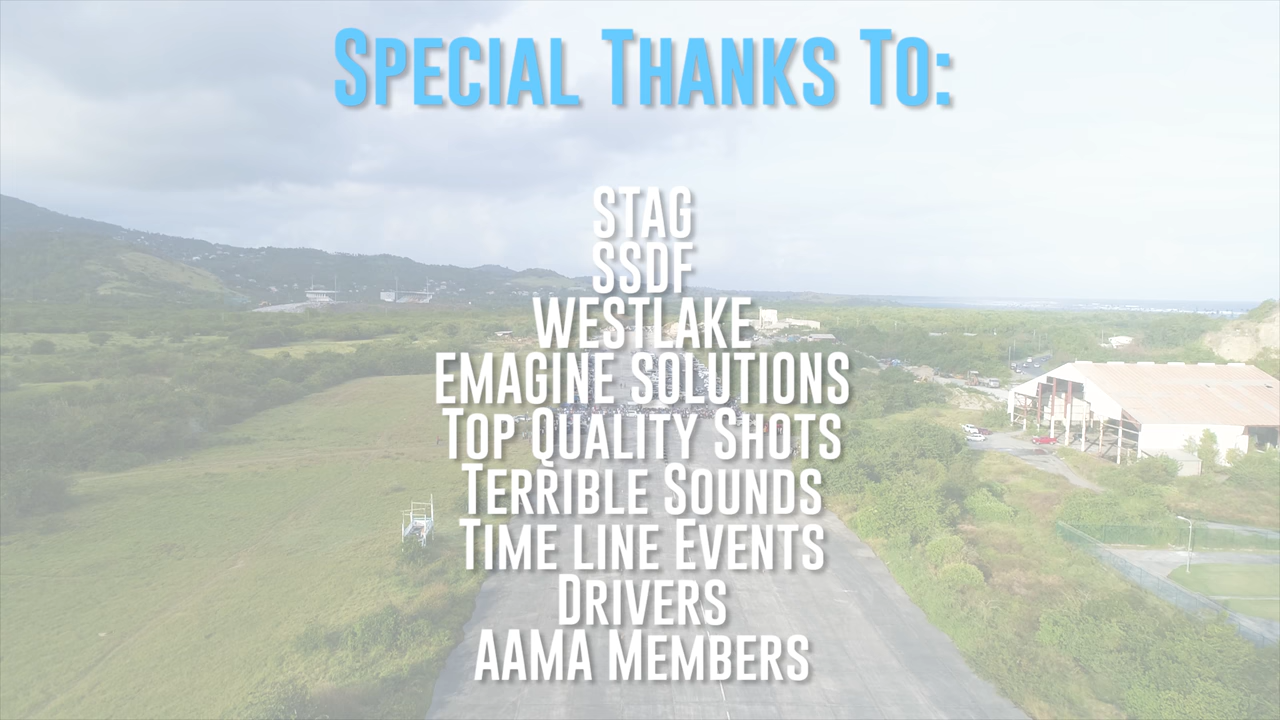 Special Thanks To:
STAG
SSDF
WESTLAKE
EMAGINE SOLUTIONS
Top Quality Shots
Terrible Sounds
Time line Events
Drivers
AAMA Members